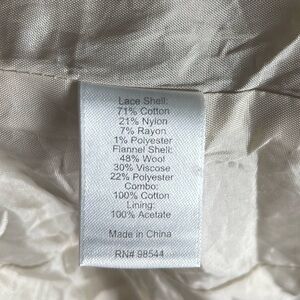 Lace Shell:
71% Cotton
21% Nylon
7% Rayon
1% Polyester
Flannel Shell:
48% Wool
30% Viscose
22% Polyester
Combo:
100% Cotton
Lining:
100% Acetate
Made in China
RN# 98544